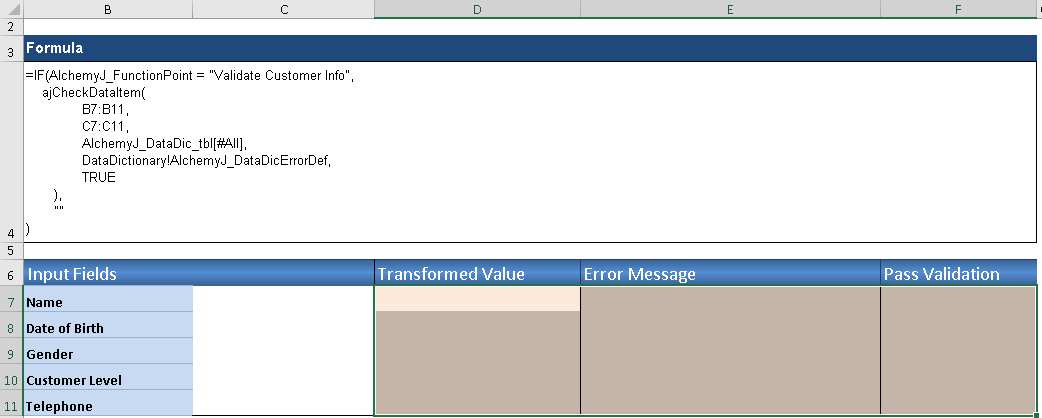 B C D E F
2
3 Formula
=IF(AlchemyJ_FunctionPoint = "Validate Customer Info",
ajCheckDataItem(
B7:B11,
C7:C11,
AlchemyJ_DataDic_tbl[#All],
DataDictionary!AlchemyJ_DataDicErrorDef,
TRUE
),
""
4 )
5
6 Input Fields Transformed Value Error Message Pass Validation
7 Name
8 Date of Birth
9 Gender
10 Customer Level
11 Telephone